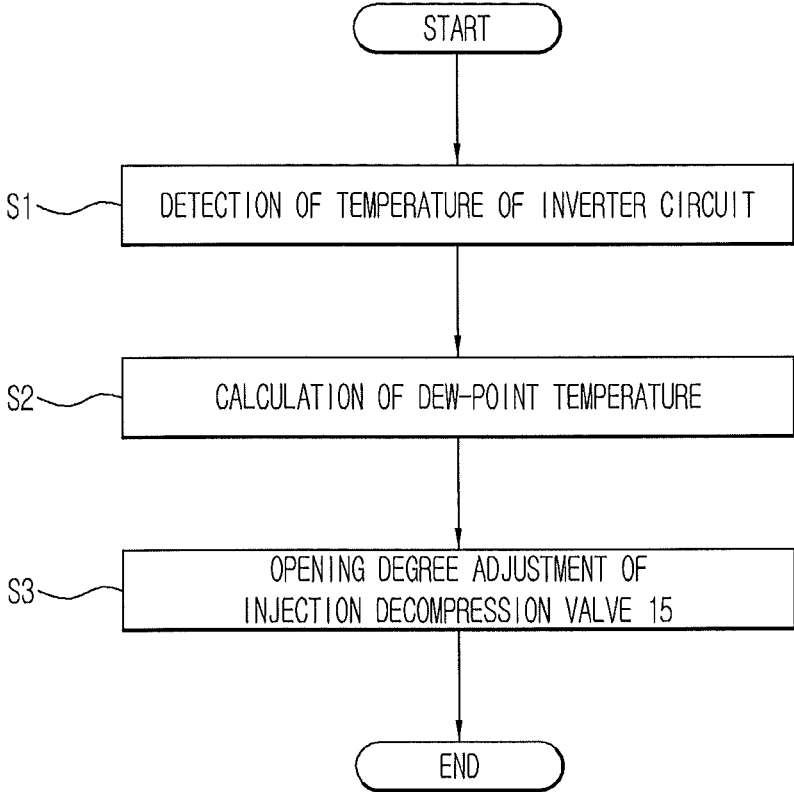 START
S1
DETECTION OF TEMPERATURE OF INVERTER CIRCUIT
S2
CALCULATION OF DEW-POINT TEMPERATURE
S3
OPENING DEGREE ADJUSTMENT OF
INJECTION DECOMPRESSION VALVE 15
END